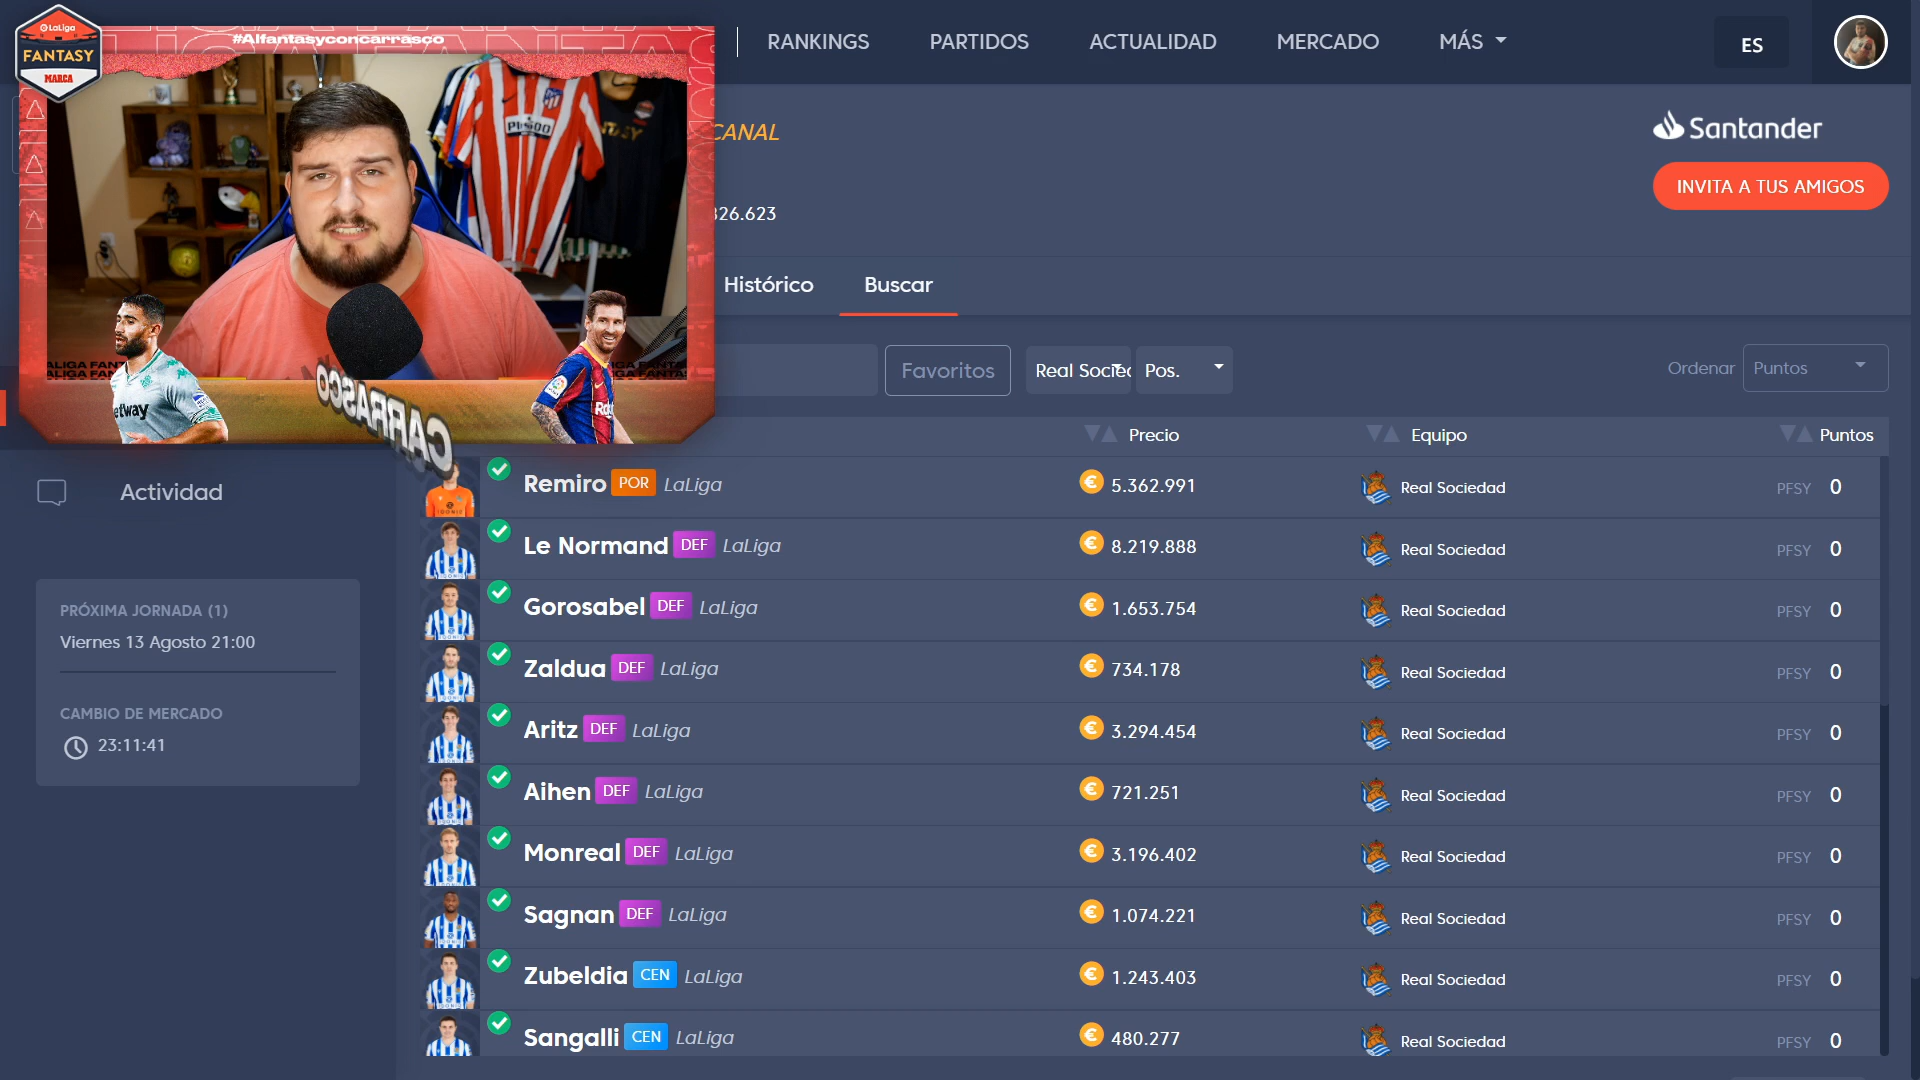 LaLiga
FANTASY
MARCA
#Alfantasyconcarrasco
RANKINGS
PARTIDOS
ACTUALIDAD
MERCADO
MÁS
ES
CANAL
Santander
INVITA A TUS AMIGOS
326.623
Histórico
Buscar
Favoritos
Real Socied
Pos.
Ordenar
Puntos
CARRASCO
Precio
Equipo
Puntos
Actividad
PRÓXIMA JORNADA (1)
Viernes 13 Agosto 21:00
CAMBIO DE MERCADO
23:11:41
Remiro POR LaLiga 5.362.991 Real Sociedad PFSY 0
Le Normand DEF LaLiga 8.219.888 Real Sociedad PFSY 0
Gorosabel DEF LaLiga 1.653.754 Real Sociedad PFSY 0
Zaldua DEF LaLiga 734.178 Real Sociedad PFSY 0
Aritz DEF LaLiga 3.294.454 Real Sociedad PFSY 0
Aihen DEF LaLiga 721.251 Real Sociedad PFSY 0
Monreal DEF LaLiga 3.196.402 Real Sociedad PFSY 0
Sagnan DEF LaLiga 1.074.221 Real Sociedad PFSY 0
Zubeldia CEN LaLiga 1.243.403 Real Sociedad PFSY 0
Sangalli CEN LaLiga 480.277 Real Sociedad PFSY 0